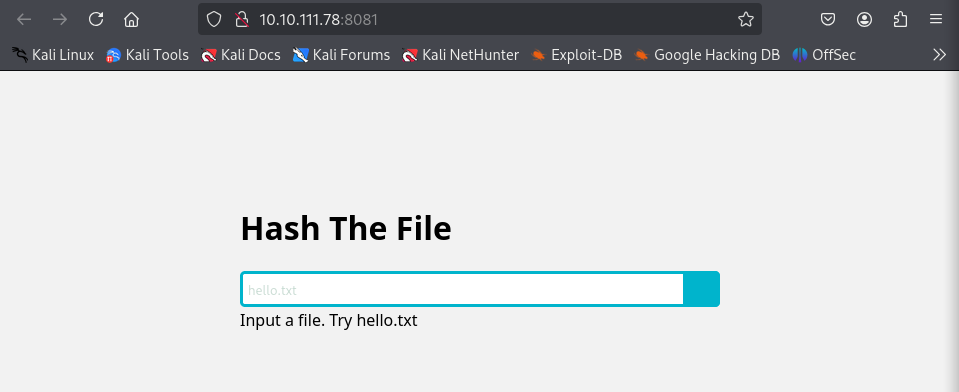 10.10.111.78:8081
Kali Linux Kali Tools Kali Docs Kali Forums Kali NetHunter Exploit-DB Google Hacking DB OffSec
Hash The File
hello.txt
Input a file. Try hello.txt